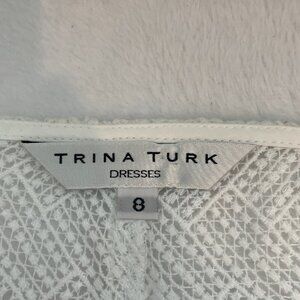 TRINA TURK
DRESSES
8